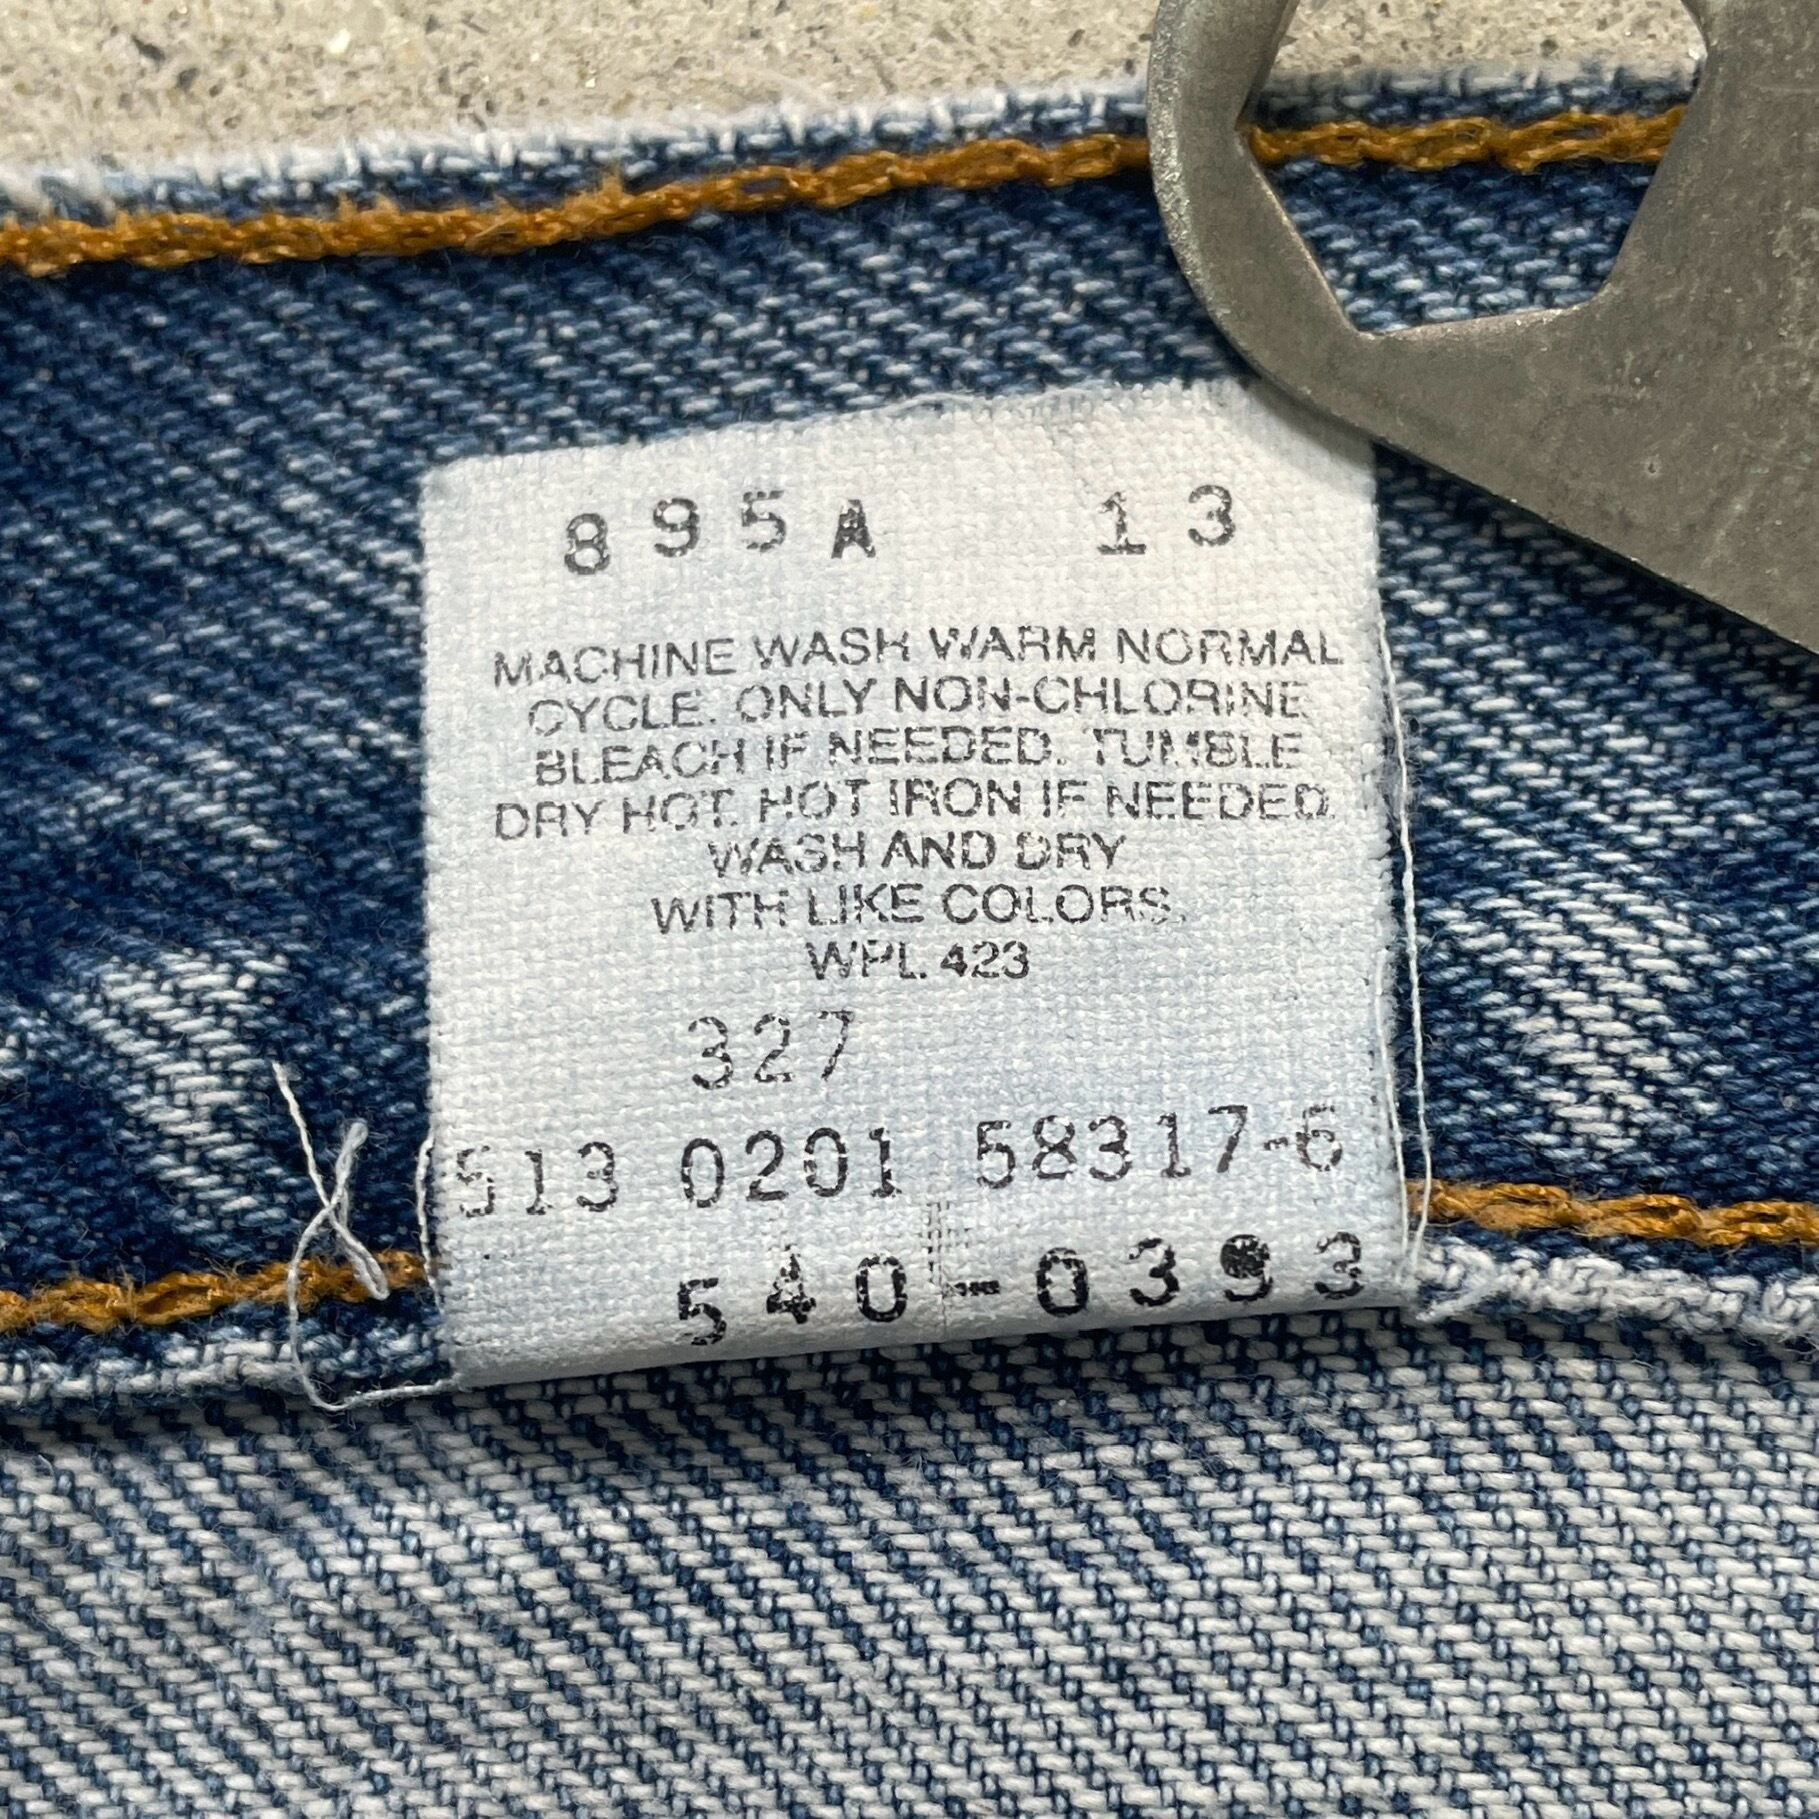 895A 13
MACHINE WASH WARM NORMAL
CYCLE. ONLY NON-CHLORINE
BLEACH IF NEEDED. TUMBLE
DRY HOT. HOT IRON IF NEEDED.
WASH AND DRY
WITH LIKE COLORS.
WPL 423
327
513 0201 58317-6
540-0393